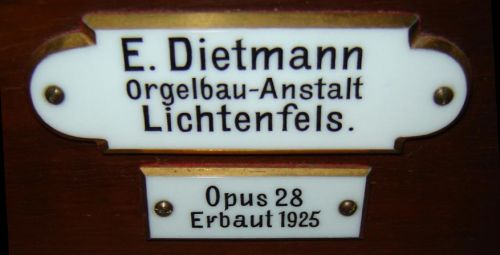 E. Dietmann
Orgelbau-Anstalt
Lichtenfels.
Opus 28
Erbaut 1925